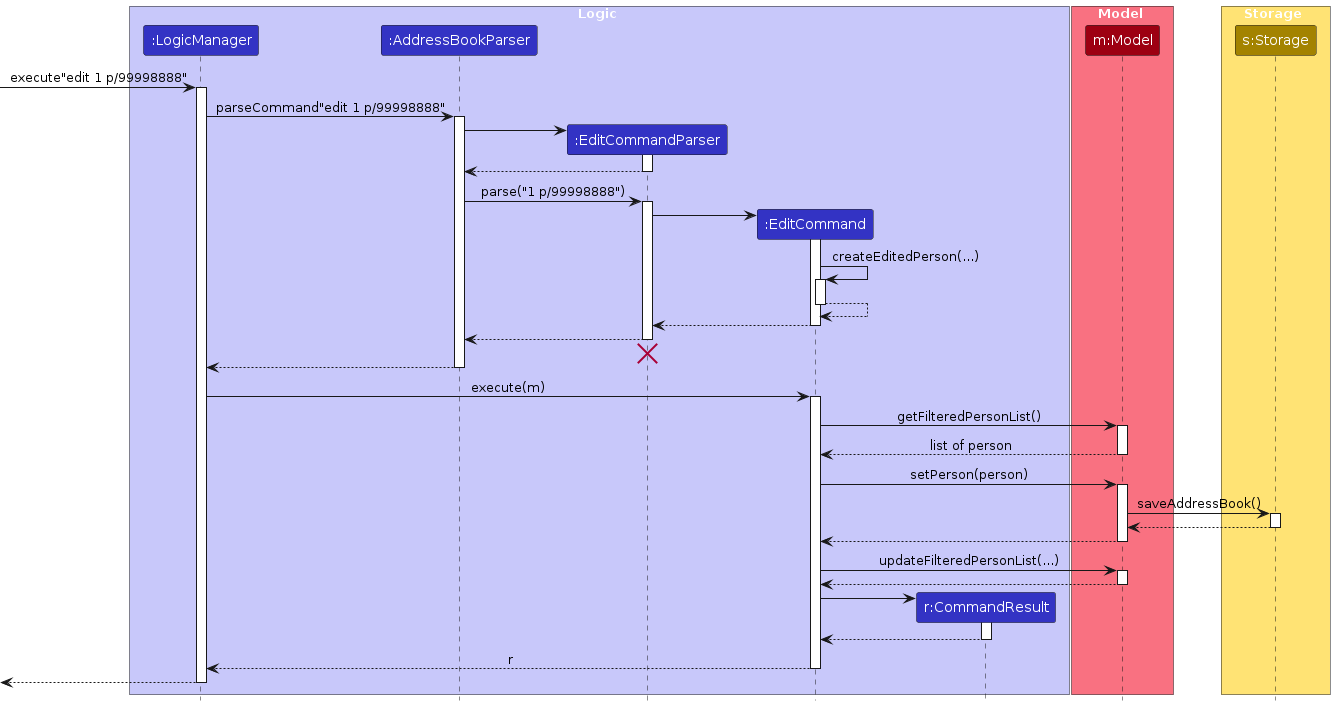 Logic
Model
Storage
:LogicManager
:AddressBookParser
m:Model
s:Storage
execute"edit 1 p/99998888"
parseCommand"edit 1 p/99998888"
:EditCommandParser
parse("1 p/99998888")
:EditCommand
createEditedPerson(...)
execute(m)
getFilteredPersonList()
list of person
setPerson(person)
saveAddressBook()
updateFilteredPersonList(...)
r:CommandResult
r